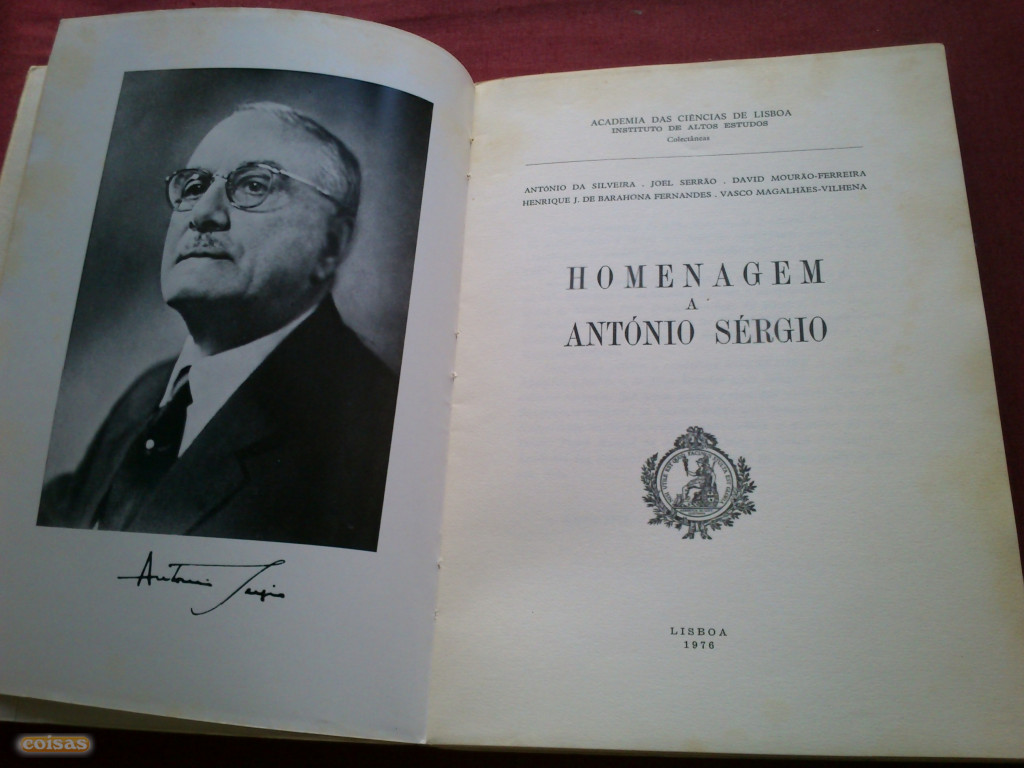 António Sérgio
ACADEMIA DAS CIÊNCIAS DE LISBOA
INSTITUTO DE ALTOS ESTUDOS
Colectâneas
ANTÓNIO DA SILVEIRA . JOEL SERRÃO . DAVID MOURÃO-FERREIRA
HENRIQUE J. DE BARAHONA FERNANDES . VASCO MAGALHÃES-VILHENA
HOMENAGEM
A
ANTÓNIO SÉRGIO
LISBOA
1976
coisas